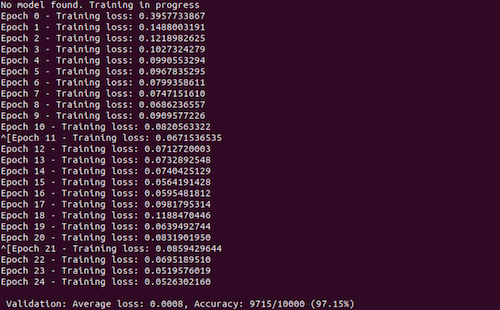 No model found. Training in progress
Epoch 0 - Training loss: 0.3957733867
Epoch 1 - Training loss: 0.1488003191
Epoch 2 - Training loss: 0.1218982625
Epoch 3 - Training loss: 0.1027324279
Epoch 4 - Training loss: 0.0990553294
Epoch 5 - Training loss: 0.0967835295
Epoch 6 - Training loss: 0.0799358611
Epoch 7 - Training loss: 0.0747151610
Epoch 8 - Training loss: 0.0686236557
Epoch 9 - Training loss: 0.0909577226
Epoch 10 - Training loss: 0.0820563322
^[Epoch 11 - Training loss: 0.0671536535
Epoch 12 - Training loss: 0.0712720003
Epoch 13 - Training loss: 0.0732892548
Epoch 14 - Training loss: 0.0740425129
Epoch 15 - Training loss: 0.0564191428
Epoch 16 - Training loss: 0.0595481812
Epoch 17 - Training loss: 0.0981795314
Epoch 18 - Training loss: 0.1188470446
Epoch 19 - Training loss: 0.0639492744
Epoch 20 - Training loss: 0.0831901950
^[Epoch 21 - Training loss: 0.0859429644
Epoch 22 - Training loss: 0.0695189510
Epoch 23 - Training loss: 0.0519576019
Epoch 24 - Training loss: 0.0526302160
Validation: Average loss: 0.0008, Accuracy: 9715/10000 (97.15%)